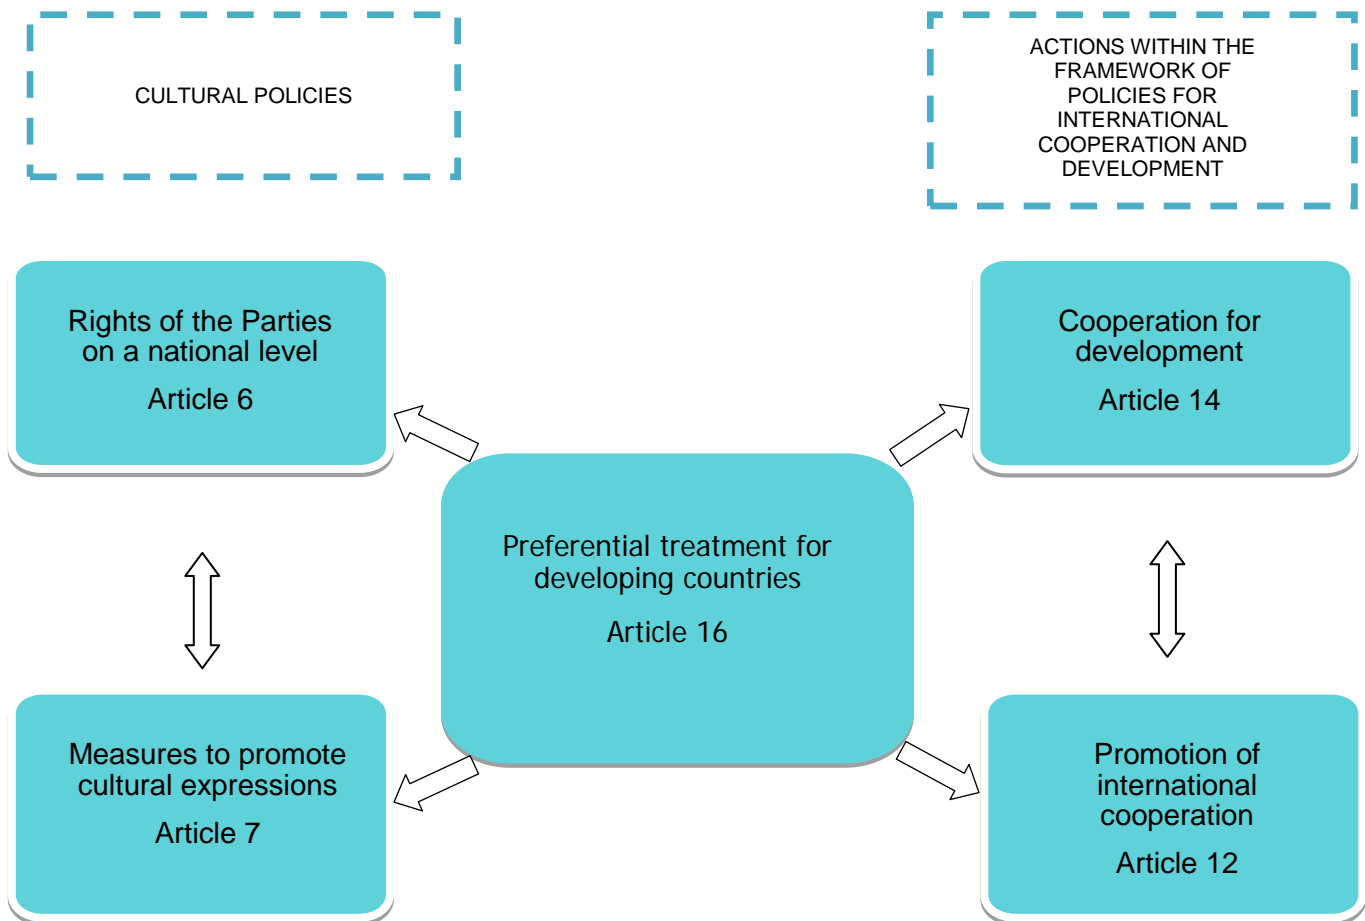 CULTURAL POLICIES
ACTIONS WITHIN THE
FRAMEWORK OF
POLICIES FOR
INTERNATIONAL
COOPERATION AND
DEVELOPMENT
Rights of the Parties
on a national level
Article 6
Cooperation for
development
Article 14
Preferential treatment for
developing countries
Article 16
Measures to promote
cultural expressions
Article 7
Promotion of
international
cooperation
Article 12